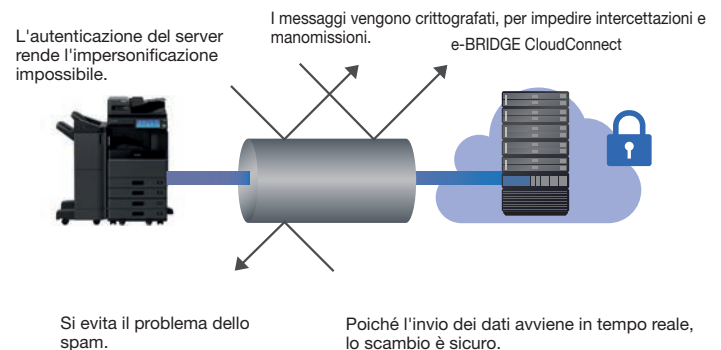 I messaggi vengono crittografati, per impedire intercettazioni e
manomissioni.
L'autenticazione del server
rende l'impersonificazione
impossibile.
e-BRIDGE CloudConnect
Si evita il problema dello
spam.
Poiché l'invio dei dati avviene in tempo reale,
lo scambio è sicuro.